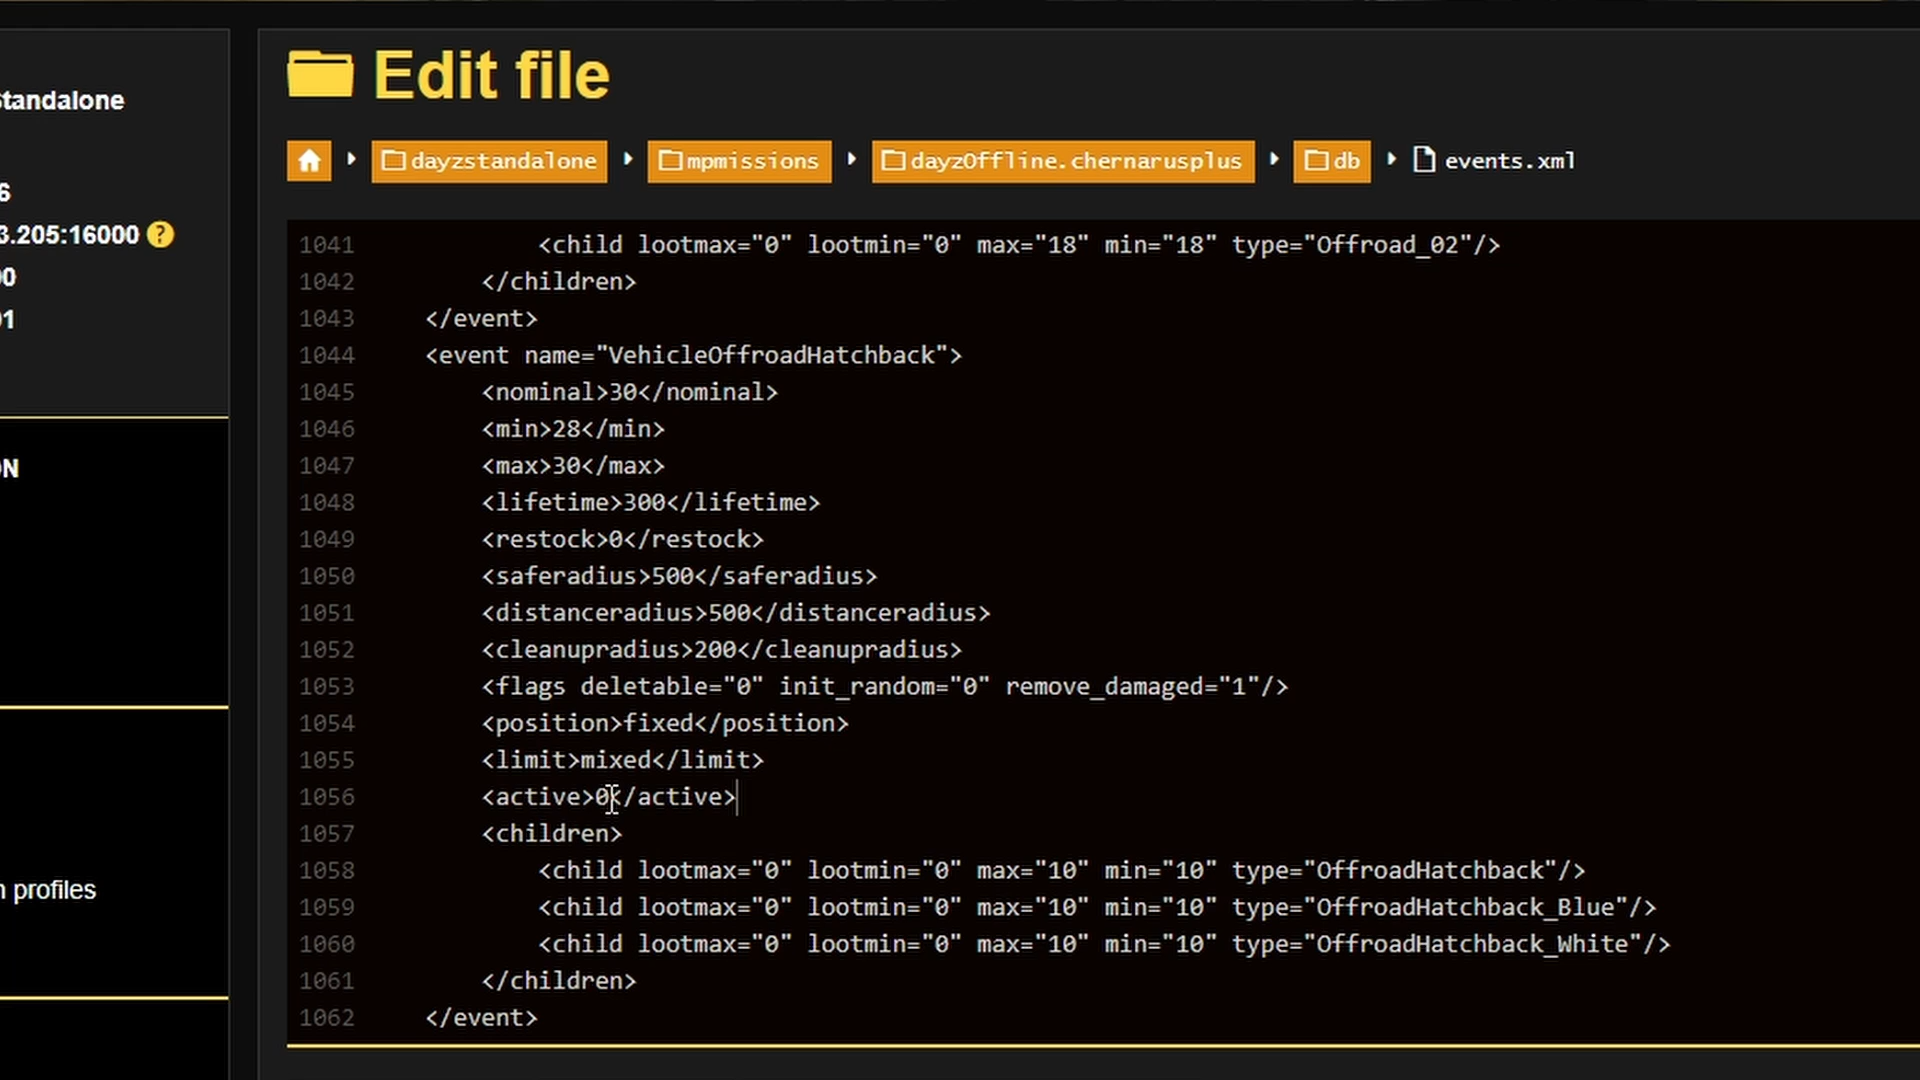 Standalone
6
3.205:16000 ?
00
01
ON
n profiles
Edit file
dayzstandalone mpmissions dayzOffline.chernarusplus db events.xml
1041 <child lootmax="0" lootmin="0" max="18" min="18" type="Offroad_02"/>
1042 </children>
1043 </event>
1044 <event name="VehicleOffroadHatchback">
1045 <nominal>30</nominal>
1046 <min>28</min>
1047 <max>30</max>
1048 <lifetime>300</lifetime>
1049 <restock>0</restock>
1050 <saferadius>500</saferadius>
1051 <distanceradius>500</distanceradius>
1052 <cleanupradius>200</cleanupradius>
1053 <flags deletable="0" init_random="0" remove_damaged="1"/>
1054 <position>fixed</position>
1055 <limit>mixed</limit>
1056 <active>0</active>
1057 <children>
1058 <child lootmax="0" lootmin="0" max="10" min="10" type="OffroadHatchback"/>
1059 <child lootmax="0" lootmin="0" max="10" min="10" type="OffroadHatchback_Blue"/>
1060 <child lootmax="0" lootmin="0" max="10" min="10" type="OffroadHatchback_White"/>
1061 </children>
1062 </event>